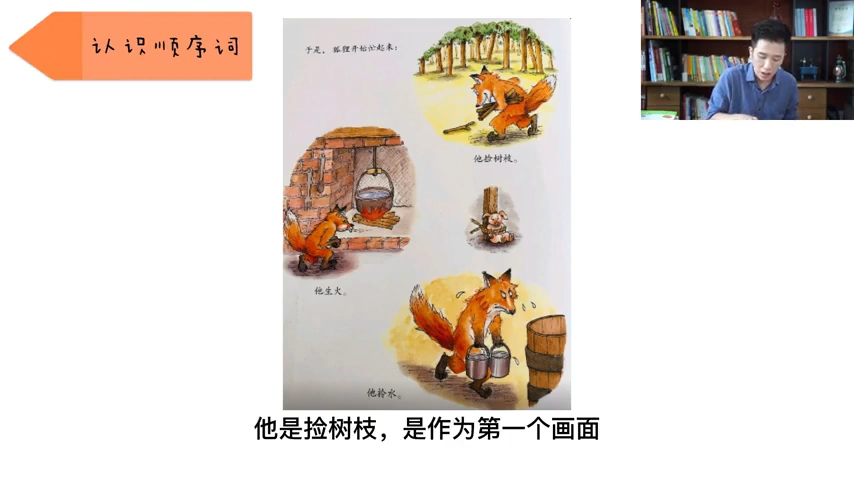 认识顺序词
于是，狐狸开始忙起来：
他捡树枝。
他生火。
他拎水。
他是捡树枝，是作为第一个画面